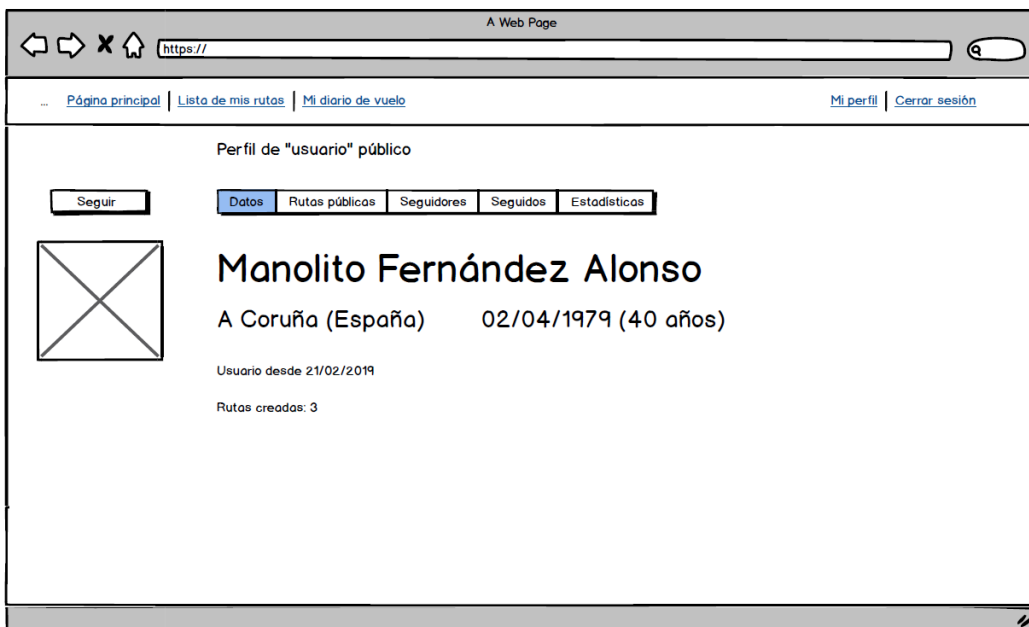 A Web Page
https://
... Página principal Lista de mis rutas Mi diario de vuelo Mi perfil Cerrar sesión
Perfil de "usuario" público
Seguir Datos Rutas públicas Seguidores Seguidos Estadísticas
Manolito Fernández Alonso
A Coruña (España) 02/04/1979 (40 años)
Usuario desde 21/02/2019
Rutas creadas: 3